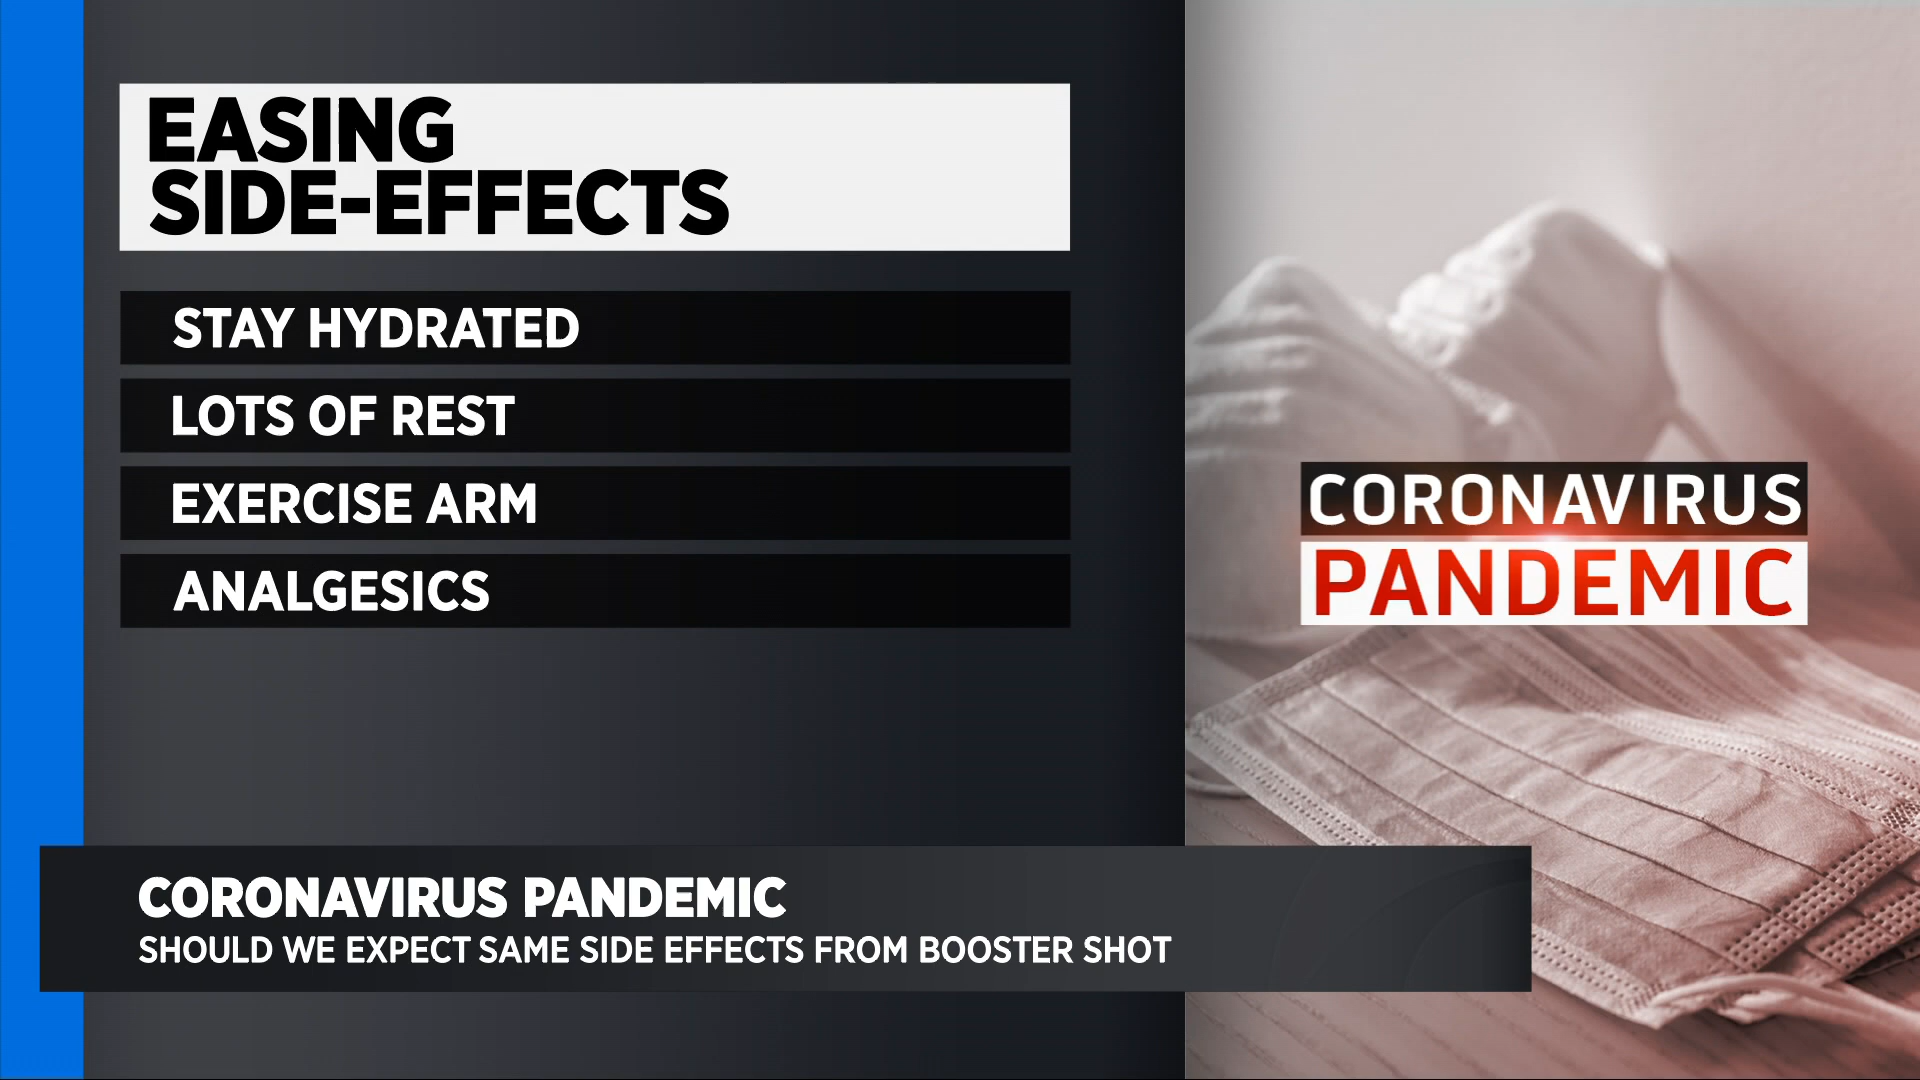 EASING
SIDE-EFFECTS
STAY HYDRATED
LOTS OF REST
EXERCISE ARM
ANALGESICS
CORONAVIRUS
PANDEMIC
CORONAVIRUS PANDEMIC
SHOULD WE EXPECT SAME SIDE EFFECTS FROM BOOSTER SHOT